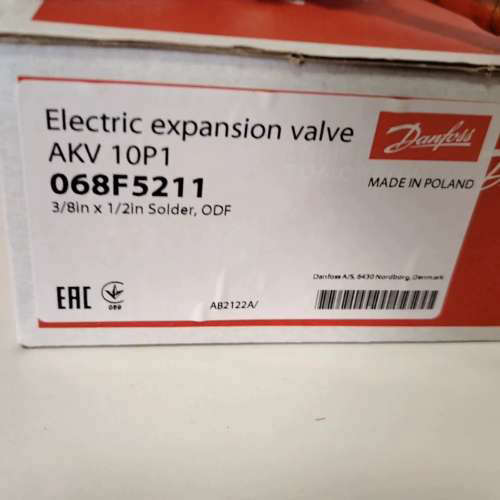 Electric expansion valve
AKV 10P1
068F5211
3/8in x 1/2in Solder, ODF
Danfoss
MADE IN POLAND
Danfoss A/S, 6430 Nordborg, Denmark
EAC
089
AB2122A/